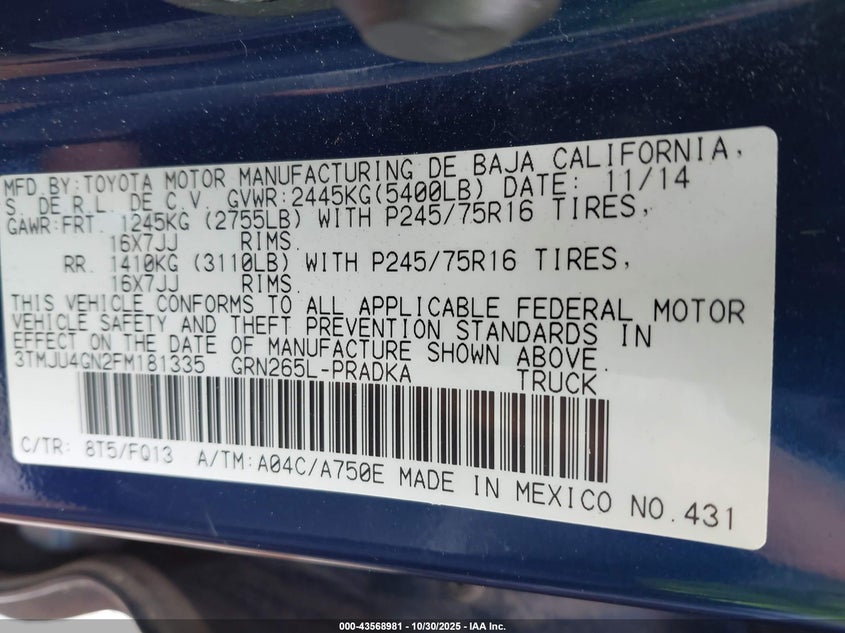 MFD.BY:TOYOTA MOTOR MANUFACTURING DE BAJA CALIFORNIA,
S. DE R.L. DE C.V. GVWR:2445KG(5400LB) DATE: 11/14
GAWR:FRT. 1245KG (2755LB) WITH P245/75R16 TIRES,
16X7JJ RIMS.
RR. 1410KG (3110LB) WITH P245/75R16 TIRES,
16X7JJ RIMS.
THIS VEHICLE CONFORMS TO ALL APPLICABLE FEDERAL MOTOR
VEHICLE SAFETY AND THEFT PREVENTION STANDARDS IN
EFFECT ON THE DATE OF MANUFACTURE SHOWN ABOVE.
3TMJU4GN2FM181335 GRN265L-PRADKA TRUCK
C/TR: 8T5/FQ13 A/TM:A04C/A750E MADE IN MEXICO NO.431
000-43568981 - 10/30/2025 - IAA Inc.